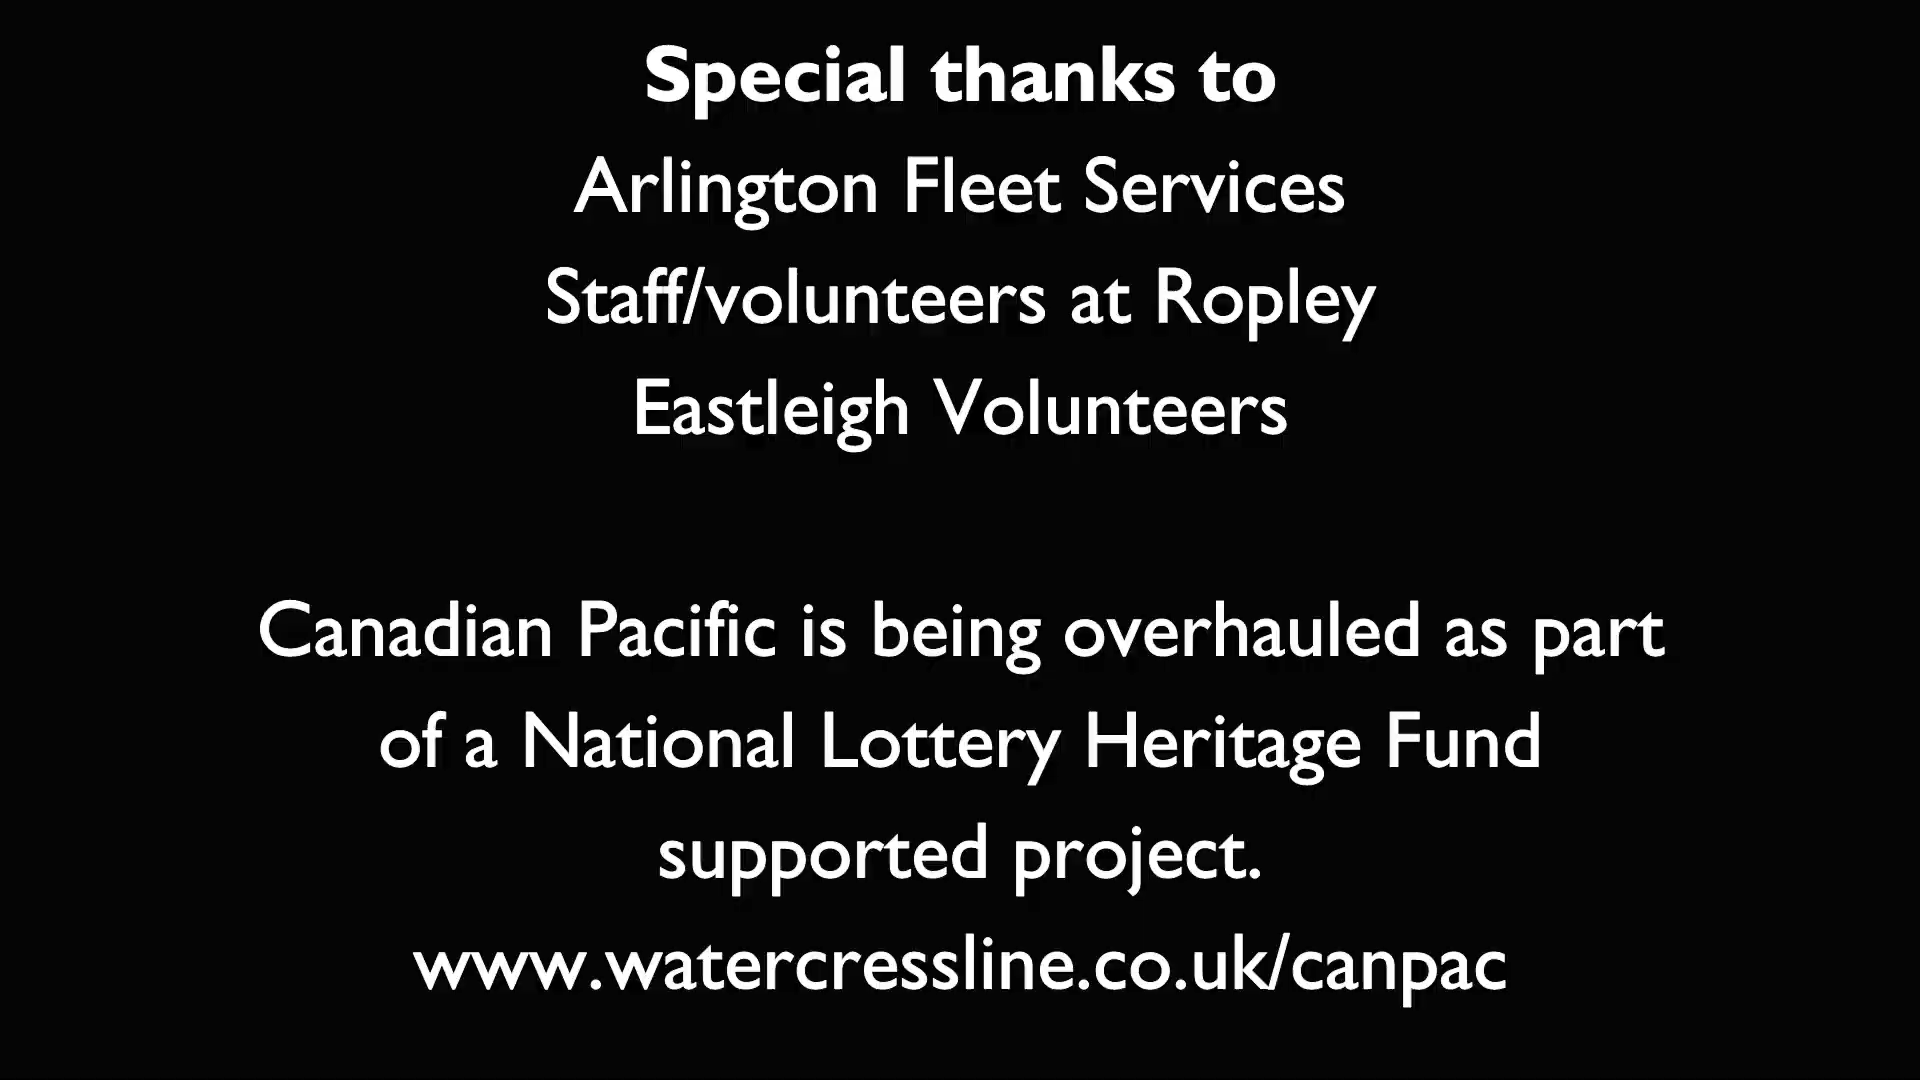 Special thanks to
Arlington Fleet Services
Staff/volunteers at Ropley
Eastleigh Volunteers
Canadian Pacific is being overhauled as part
of a National Lottery Heritage Fund
supported project.
www.watercressline.co.uk/canpac